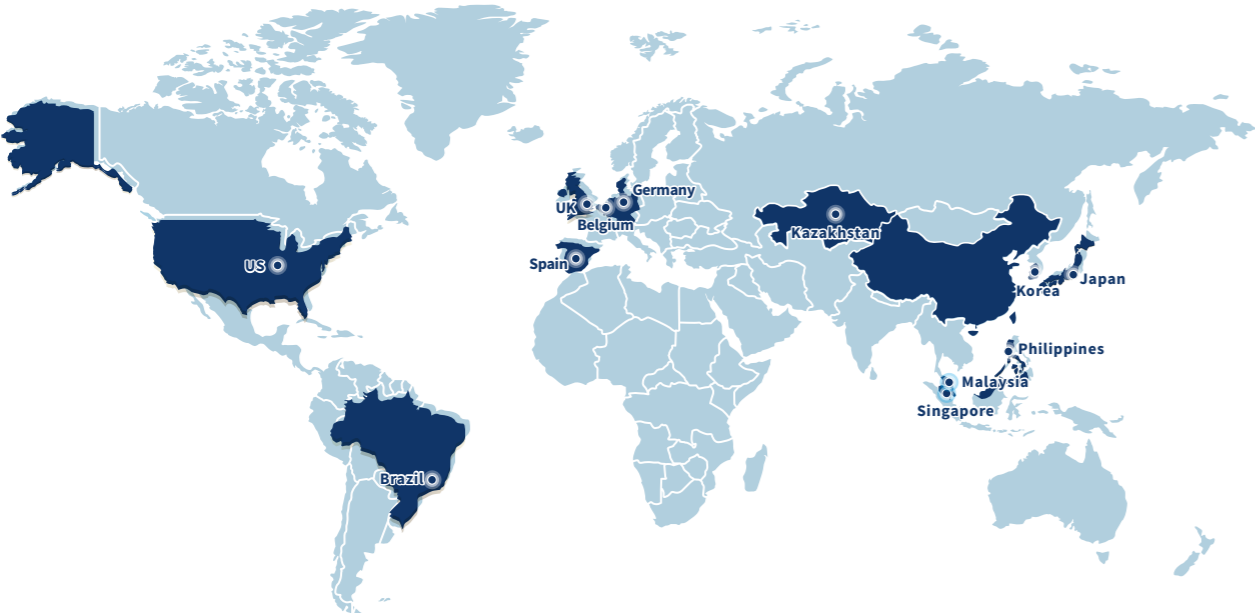 Germany
UK
Belgium
Kazakhstan
Spain
US
Korea
Japan
Philippines
Malaysia
Singapore
Brazil